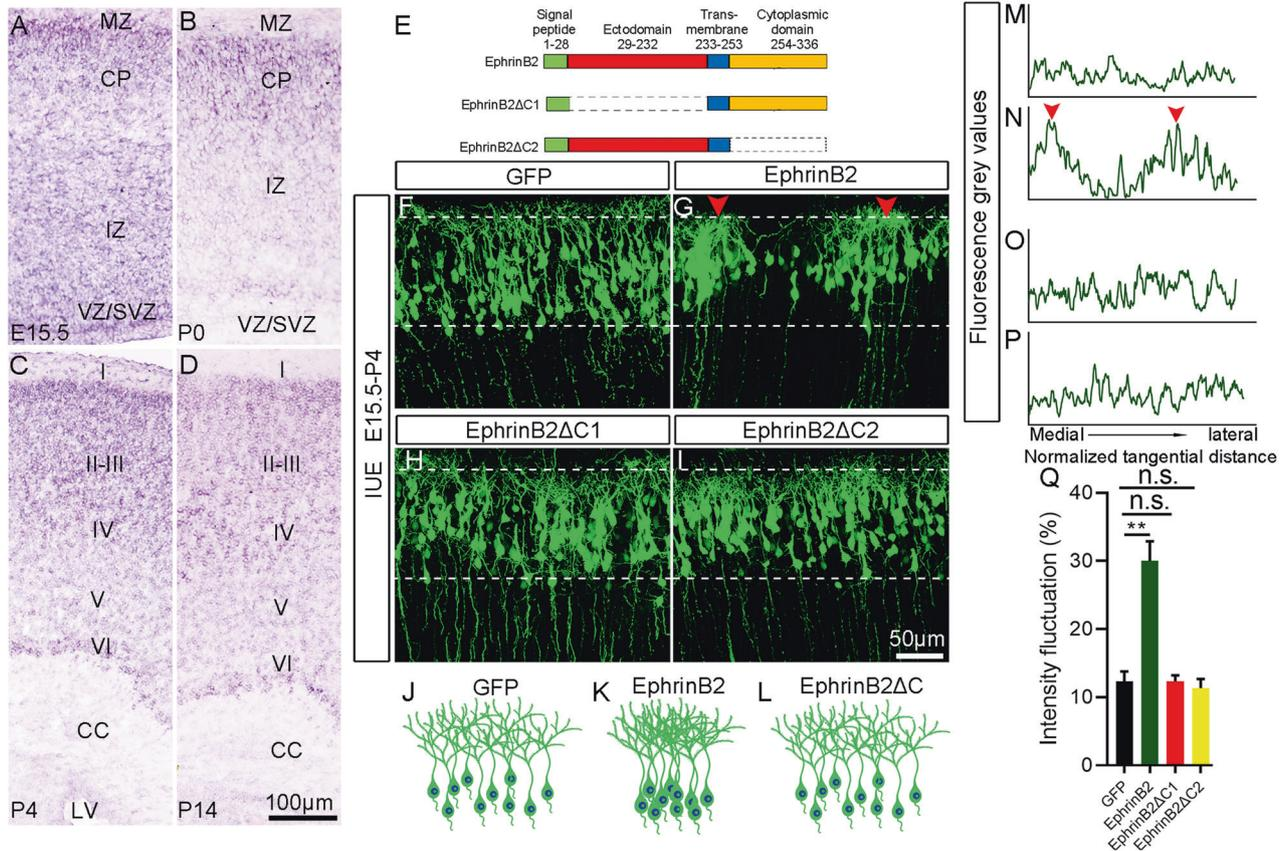 A
MZ
CP
IZ
VZ/SVZ
E15.5
B
MZ
CP
IZ
VZ/SVZ
P0
C
I
II-III
IV
V
VI
CC
P4
LV
D
I
II-III
IV
V
VI
CC
P14
100μm
E
Signal peptide 1-28
Ectodomain 29-232
Trans-membrane 233-253
Cytoplasmic domain 254-336
EphrinB2
EphrinB2ΔC1
EphrinB2ΔC2
IUE E15.5-P4
GFP
EphrinB2
F
G
EphrinB2ΔC1
EphrinB2ΔC2
H
I
50μm
J
GFP
K
EphrinB2
L
EphrinB2ΔC
Fluorescence grey values
M
N
O
P
Medial
lateral
Normalized tangential distance
Q
n.s.
n.s.
**
Intensity fluctuation (%)
40
30
20
10
0
GFP
EphrinB2
EphrinB2ΔC1
EphrinB2ΔC2